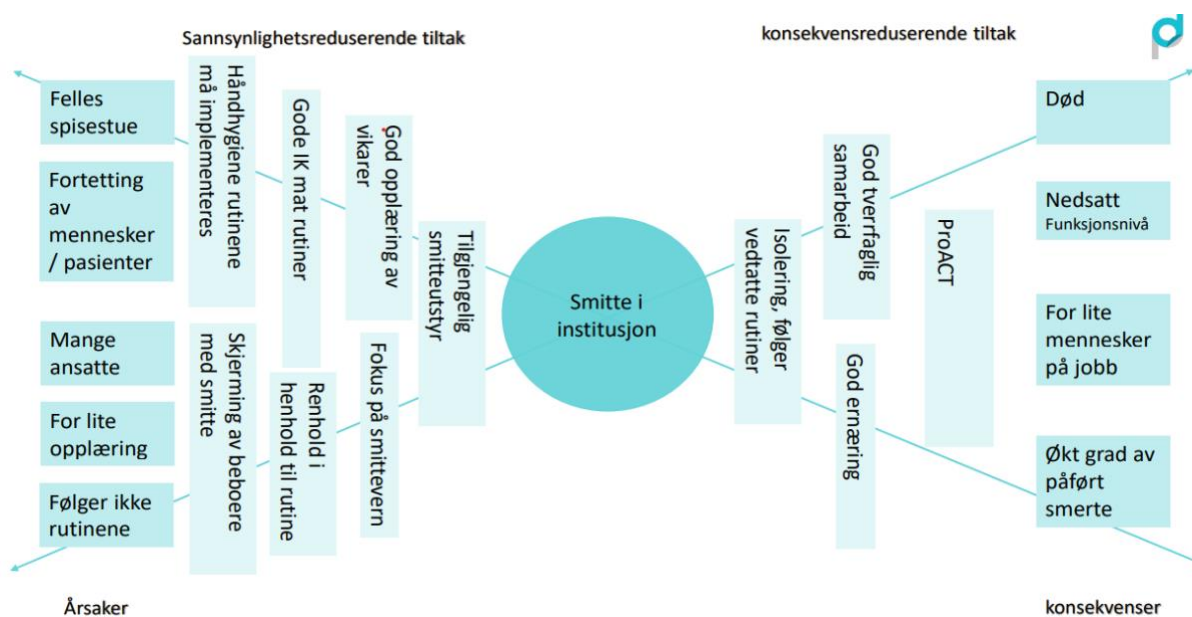 Sannsynlighetsreduserende tiltak
konsekvensreduserende tiltak
Felles
spisestue
Fortetting
av
mennesker
/ pasienter
Mange
ansatte
For lite
opplæring
Følger ikke
rutinene
Årsaker
Håndhygiene rutinene
må implementeres
Skjerming av beboere
med smitte
Gode IK mat rutiner
Renhold i
henhold til rutine
God opplæring av
vikarer
Fokus på smittevern
Tilgjengelig
smitteutstyr
Smitte i
institusjon
Isolering, følger
vedtatte rutiner
God tverrfaglig
samarbeid
God ernæring
ProACT
Død
Nedsatt
Funksjonsnivå
For lite
mennesker
på jobb
Økt grad av
påført
smerte
konsekvenser